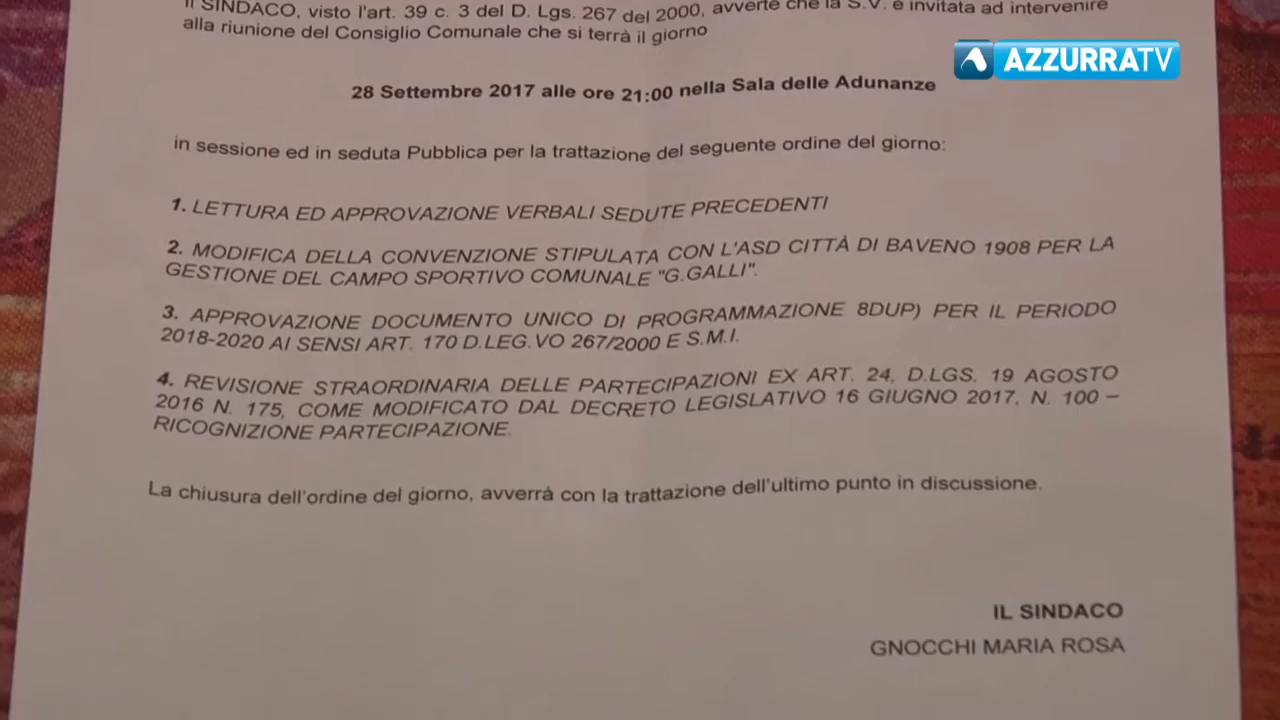 Il SINDACO, visto l'art. 39 c. 3 del D. Lgs. 267 del 2000, avverte che la S.V. è invitata ad intervenire
alla riunione del Consiglio Comunale che si terrà il giorno
AZZURRATV
28 Settembre 2017 alle ore 21:00 nella Sala delle Adunanze
in sessione ed in seduta Pubblica per la trattazione del seguente ordine del giorno:
1. LETTURA ED APPROVAZIONE VERBALI SEDUTE PRECEDENTI
2. MODIFICA DELLA CONVENZIONE STIPULATA CON L'ASD CITTÀ DI BAVENO 1908 PER LA
GESTIONE DEL CAMPO SPORTIVO COMUNALE "G.GALLI".
3. APPROVAZIONE DOCUMENTO UNICO DI PROGRAMMAZIONE 8DUP) PER IL PERIODO
2018-2020 AI SENSI ART. 170 D.LEG.VO 267/2000 E S.M.I.
4. REVISIONE STRAORDINARIA DELLE PARTECIPAZIONI EX ART. 24, D.LGS. 19 AGOSTO
2016 N. 175, COME MODIFICATO DAL DECRETO LEGISLATIVO 16 GIUGNO 2017, N. 100 –
RICOGNIZIONE PARTECIPAZIONE.
La chiusura dell'ordine del giorno, avverrà con la trattazione dell'ultimo punto in discussione.
IL SINDACO
GNOCCHI MARIA ROSA